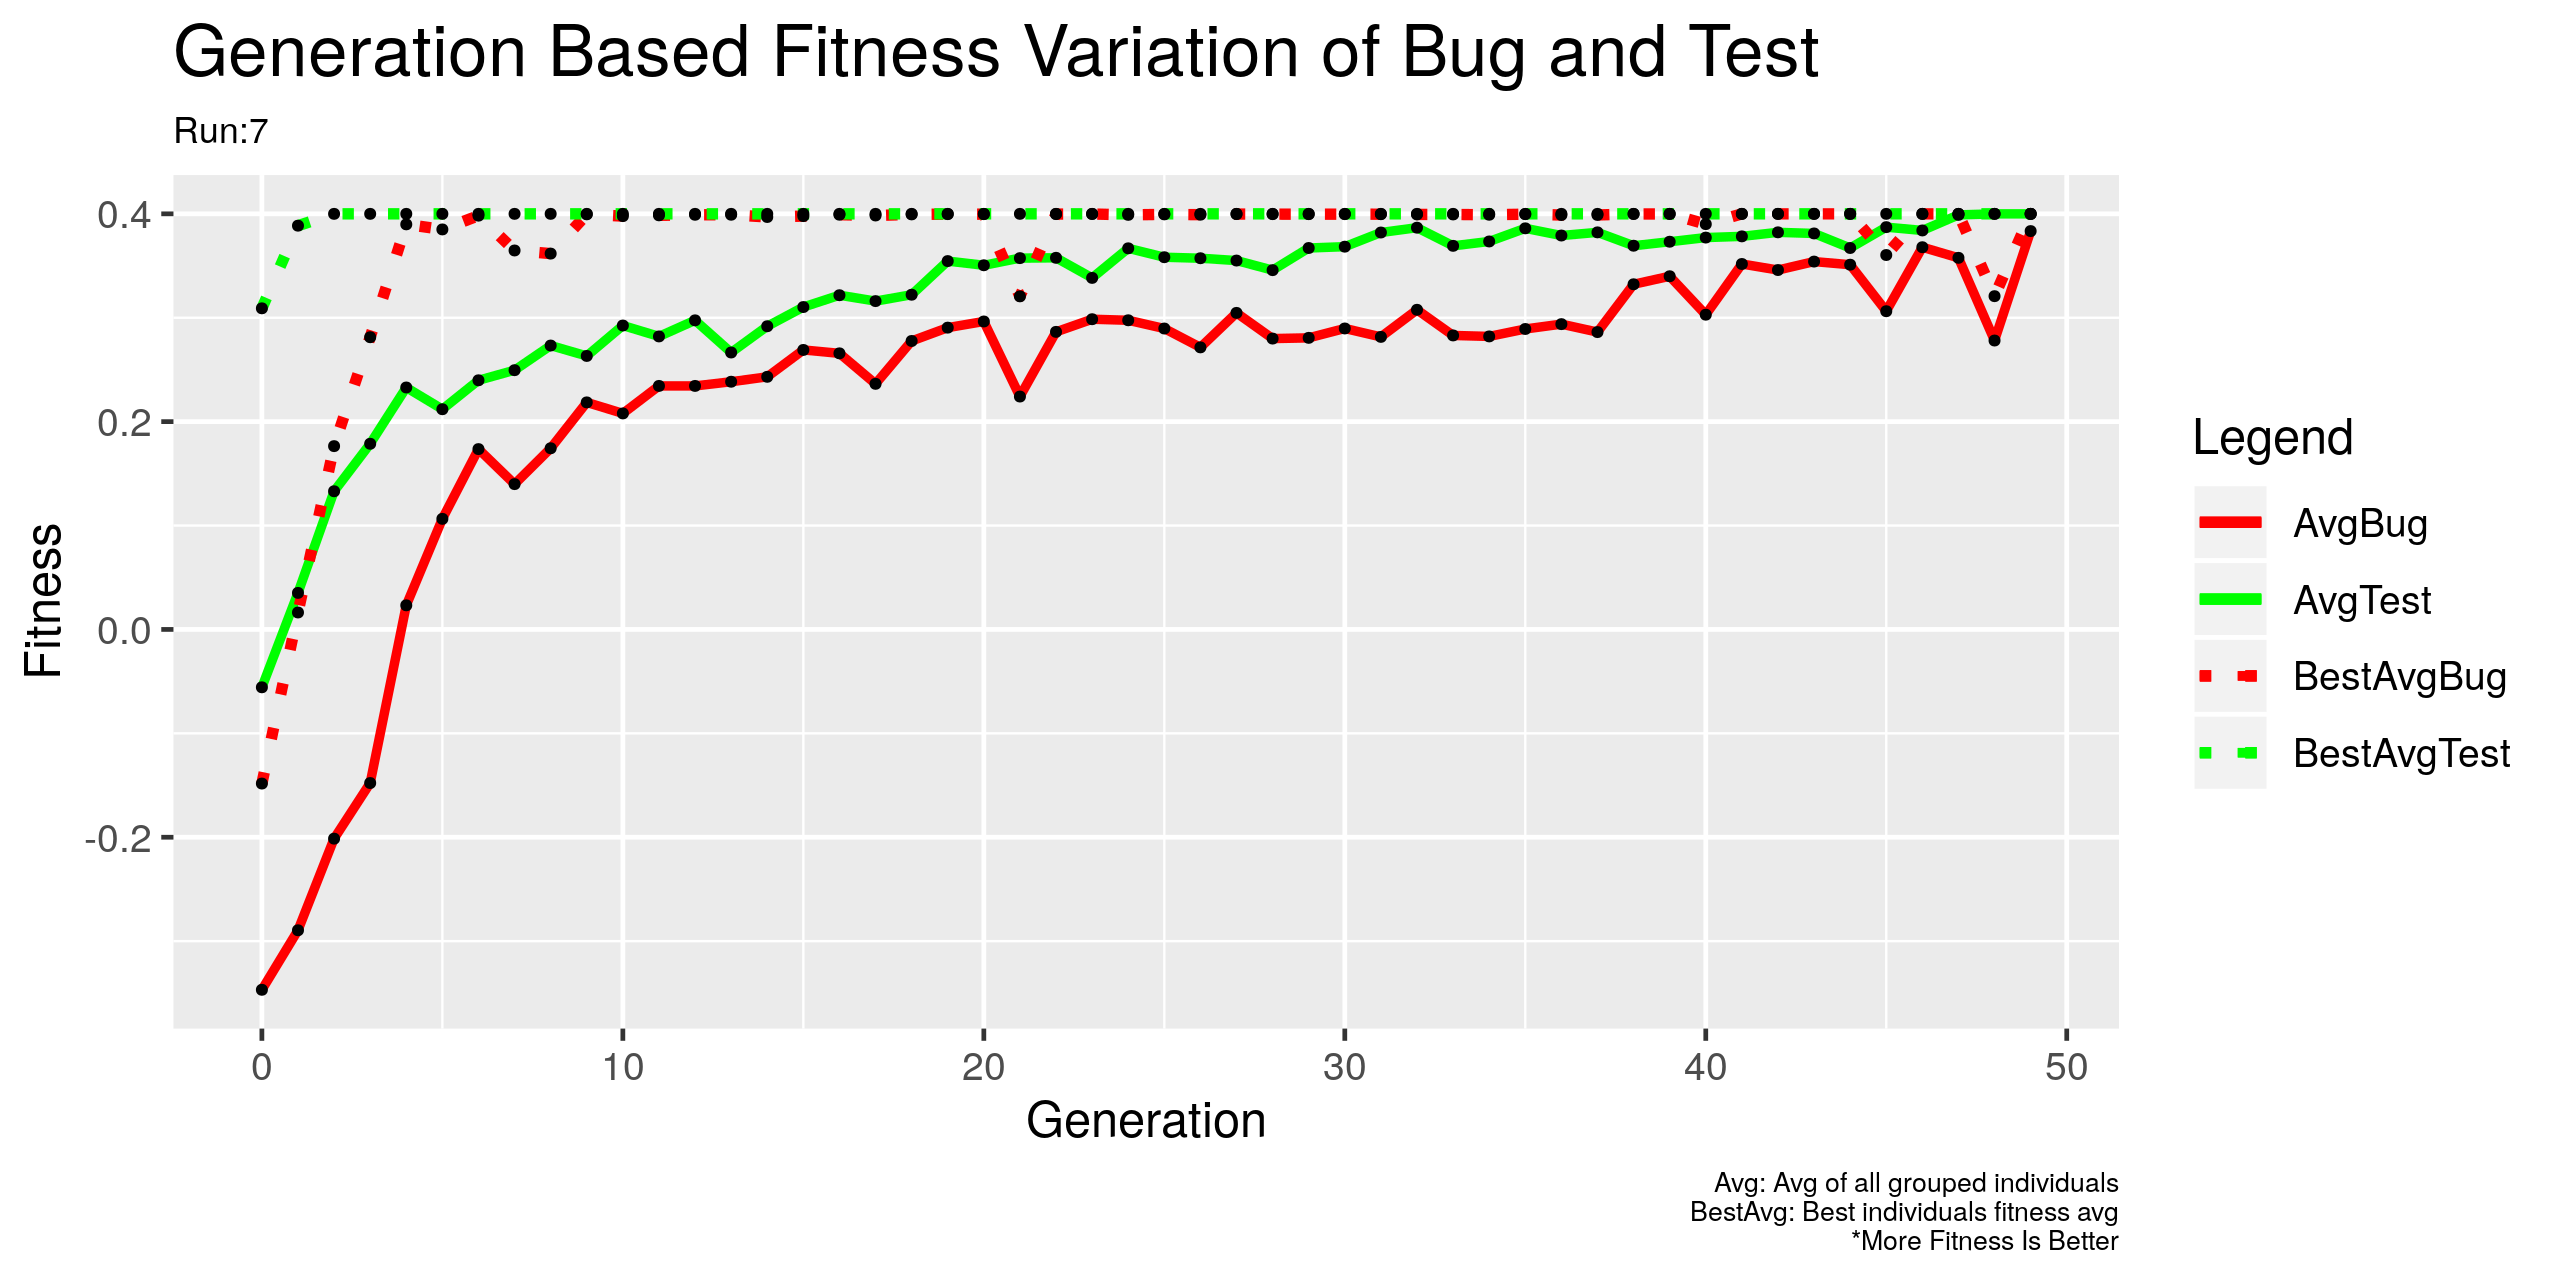 Generation Based Fitness Variation of Bug and Test
Run:7
0.4
0.2
0.0
-0.2
Fitness
0 10 20 30 40 50
Generation
Legend
AvgBug
AvgTest
BestAvgBug
BestAvgTest
Avg: Avg of all grouped individuals
BestAvg: Best individuals fitness avg
*More Fitness Is Better